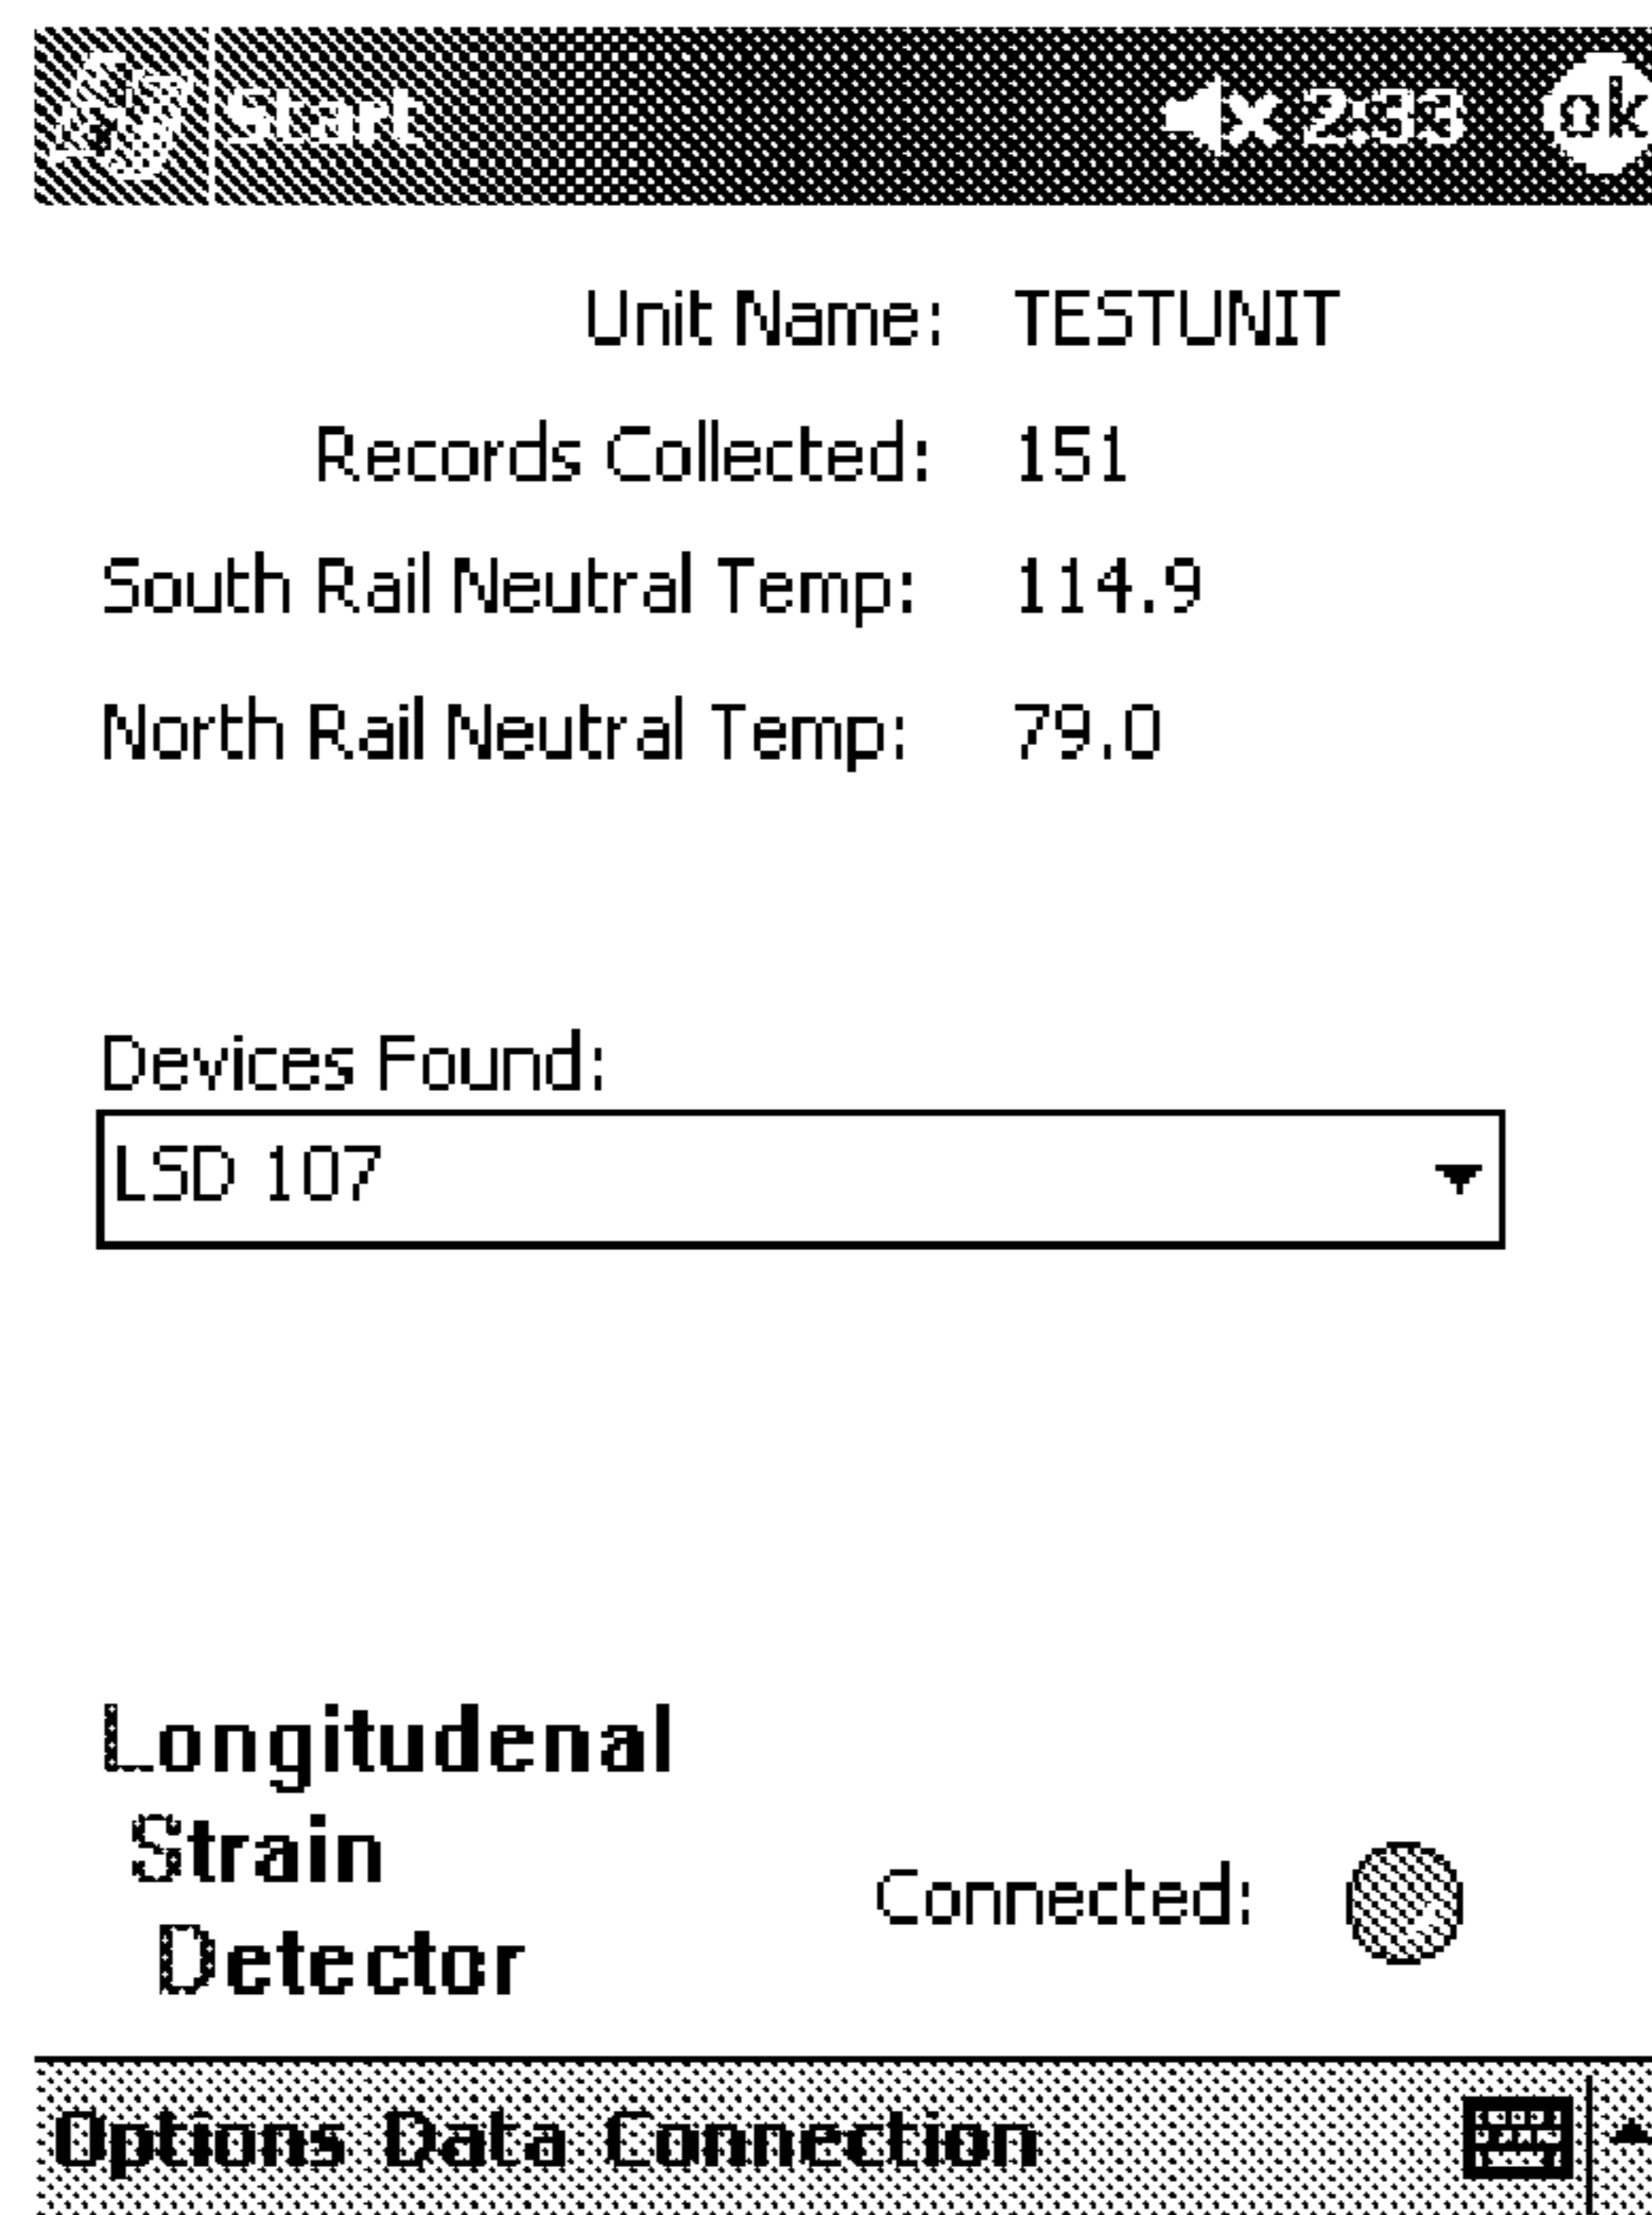 Start 2:33 ok
Unit Name: TESTUNIT
Records Collected: 151
South Rail Neutral Temp: 114.9
North Rail Neutral Temp: 79.0
Devices Found:
LSD 107
Longitudenal
Strain
Detector
Connected:
Options Data Connection